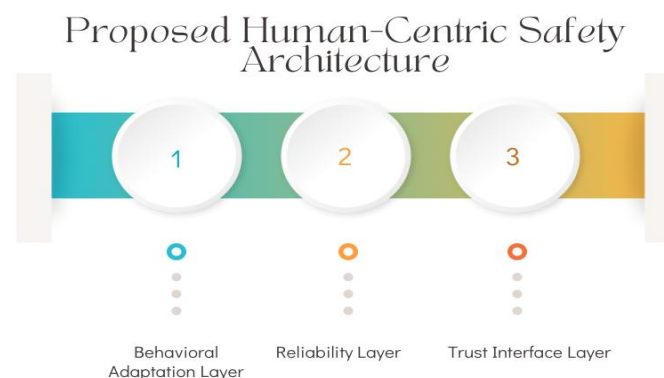 Proposed Human-Centric Safety
Architecture
1
2
3
Behavioral
Adaptation Layer
Reliability Layer
Trust Interface Layer